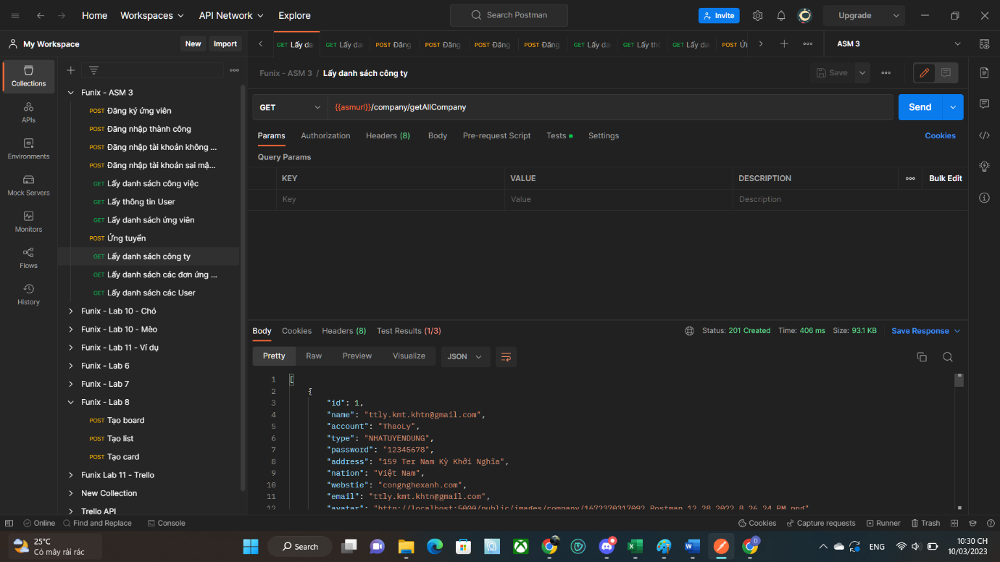 Home Workspaces API Network Explore Search Postman Invite Upgrade
My Workspace New Import GET Lấy da GET Lấy da POST Đăng POST Đăng POST Đăng POST Đăng GET Lấy da GET Lấy th GET Lấy da POST Ứn ASM 3
Collections
APIs
Environments
Mock Servers
Monitors
Flows
History
Funix - ASM 3
POST Đăng ký ứng viên
POST Đăng nhập thành công
POST Đăng nhập tài khoản không ...
POST Đăng nhập tài khoản sai mậ...
GET Lấy danh sách công việc
GET Lấy thông tin User
GET Lấy danh sách ứng viên
POST Ứng tuyển
GET Lấy danh sách công ty
GET Lấy danh sách các đơn ứng ...
GET Lấy danh sách các User
Funix - Lab 10 - Chó
Funix - Lab 10 - Mèo
Funix - Lab 11 - Ví dụ
Funix - Lab 6
Funix - Lab 7
Funix - Lab 8
POST Tạo board
POST Tạo list
POST Tạo card
Funix Lab 11 - Trello
New Collection
Trello API
Funix - ASM 3 / Lấy danh sách công ty Save
GET {{asmurl}}/company/getAllCompany Send
Params Authorization Headers (8) Body Pre-request Script Tests Settings Cookies
Query Params
KEY VALUE DESCRIPTION Bulk Edit
Key Value Description
Body Cookies Headers (8) Test Results (1/3) Status: 201 Created Time: 406 ms Size: 93.1 KB Save Response
Pretty Raw Preview Visualize JSON
1 [
2 {
3 "id": 1,
4 "name": "ttly.kmt.khtn@gmail.com",
5 "account": "ThaoLy",
6 "type": "NHATUYENDUNG",
7 "password": "12345678",
8 "address": "159 Ter Nam Kỳ Khởi Nghĩa",
9 "nation": "Việt Nam",
10 "webstie": "congnghexanh.com",
11 "email": "ttly.kmt.khtn@gmail.com",
12 "avatar": "http://localhost:5000/public/images/company/1672370317092 Postman 12 28 2022 8 26 24 PM.png"
Online Find and Replace Console Cookies Capture requests Runner Trash
25°C
Có mây rải rác
Search
ENG
10:30 CH
10/03/2023